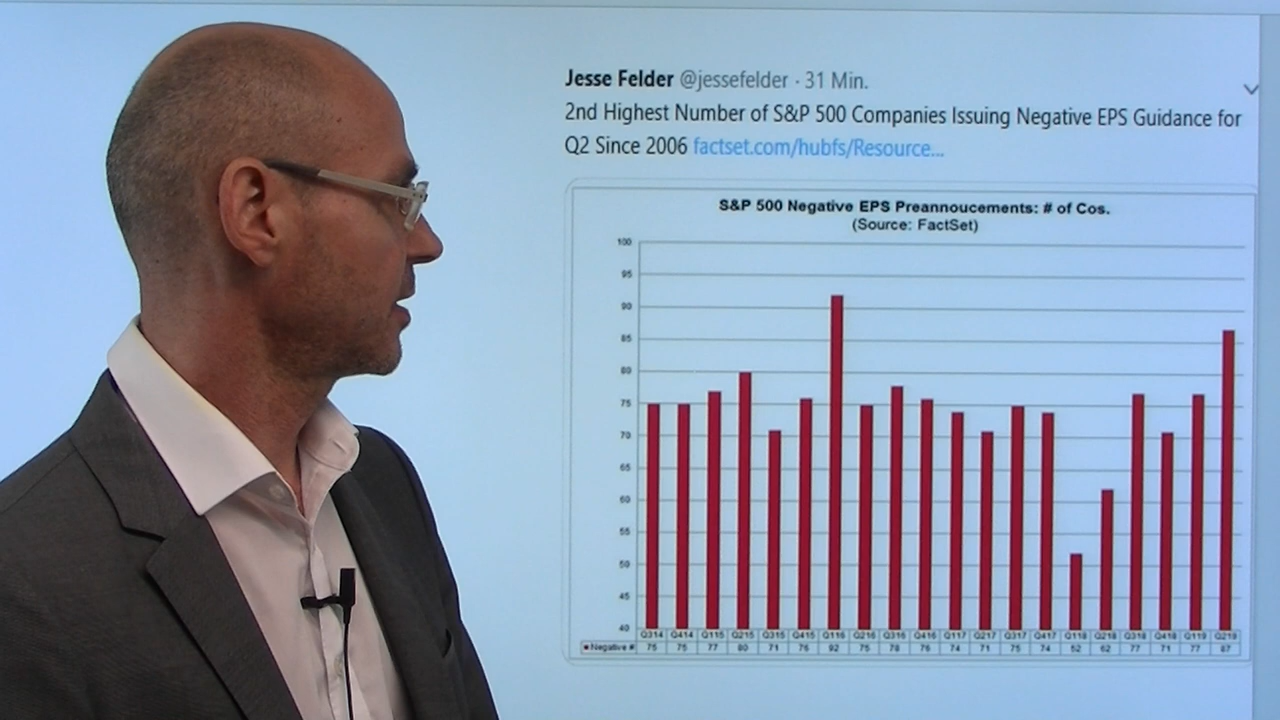 Jesse Felder @jessefelder · 31 Min.
2nd Highest Number of S&P 500 Companies Issuing Negative EPS Guidance for
Q2 Since 2006 factset.com/hubfs/Resource...
S&P 500 Negative EPS Preannoucements: # of Cos.
(Source: FactSet)
100
95
90
85
80
75
70
65
60
55
50
45
40
Q314 Q414 Q115 Q215 Q315 Q415 Q116 Q216 Q316 Q416 Q117 Q217 Q317 Q417 Q118 Q218 Q318 Q418 Q119 Q219
Negative # 75 75 77 80 71 76 92 75 78 76 74 71 75 74 52 62 77 71 77 87